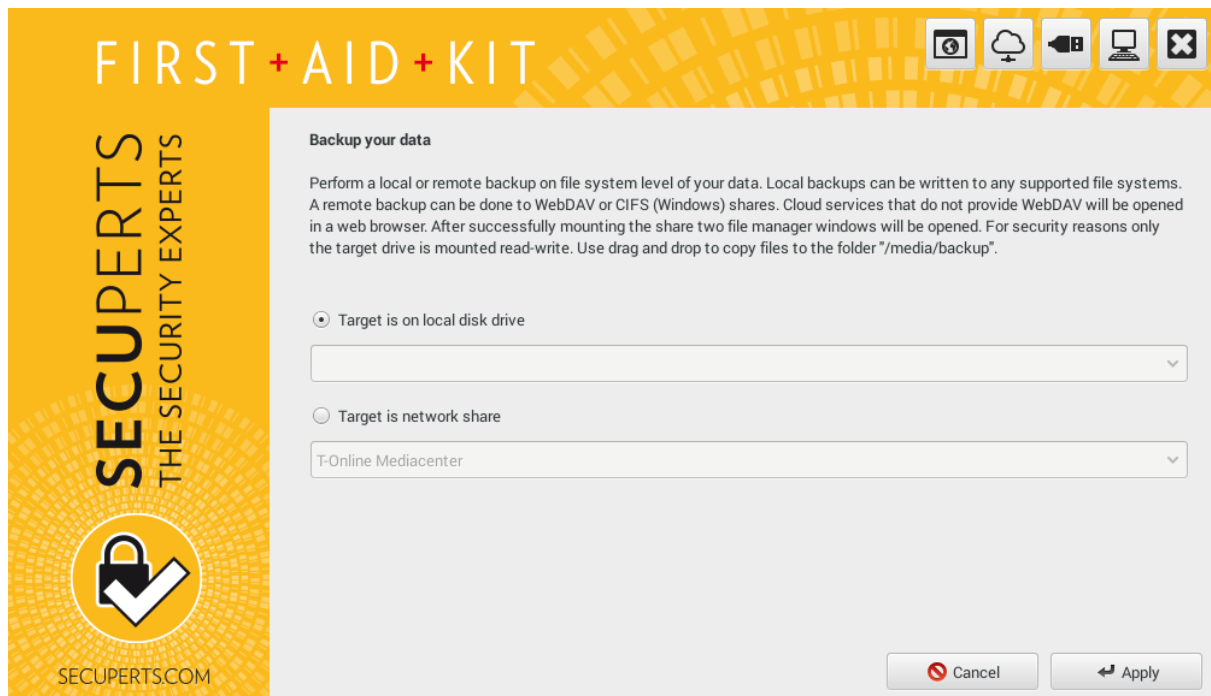 FIRST+AID+KIT
SECUPERTS
THE SECURITY EXPERTS
SECUPERTS.COM
Backup your data
Perform a local or remote backup on file system level of your data. Local backups can be written to any supported file systems.
A remote backup can be done to WebDAV or CIFS (Windows) shares. Cloud services that do not provide WebDAV will be opened
in a web browser. After successfully mounting the share two file manager windows will be opened. For security reasons only
the target drive is mounted read-write. Use drag and drop to copy files to the folder "/media/backup".
Target is on local disk drive
Target is network share
T-Online Mediacenter
Cancel
Apply